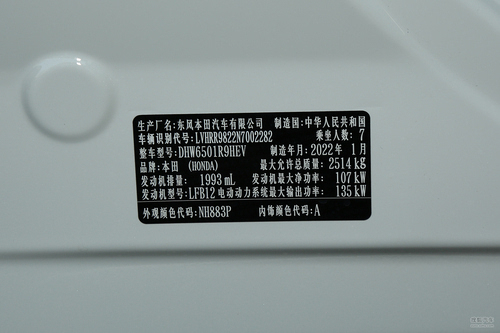 生产厂名:东风本田汽车有限公司 制造国:中华人民共和国
车辆识别代号:LVHRR9822N7002282 乘坐人数: 7
整车型号:DHW6501R9HEV 制造年月:2022年 1月
品牌:本田 (HONDA) 最大允许总质量: 2514 kg
发动机排量: 1993 mL 发动机最大净功率: 107 kW
发动机型号:LFB12 电动动力系统最大输出功率: 135 kW
外观颜色代码:NH883P 内饰颜色代码:A